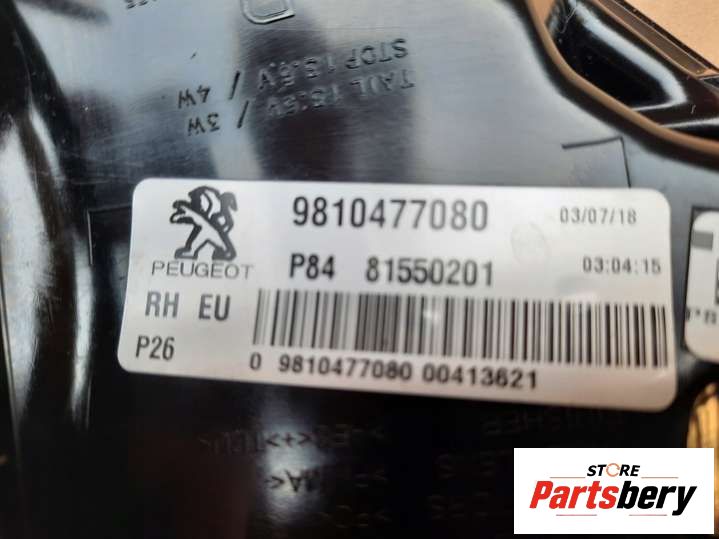 TAIL 13.5V / 3W
STOP 13.5V / 4W
PEUGEOT
9810477080
03/07/18
P84 81550201
03:04:15
RH EU
P26
0 9810477080 00413621
STORE
Partsbery